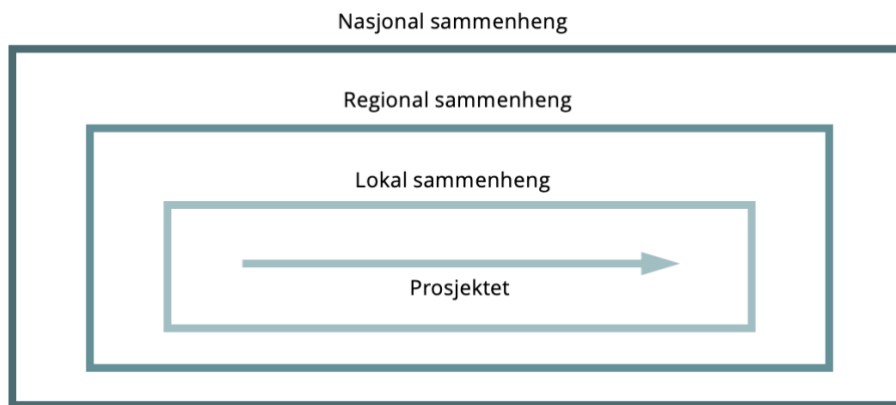 Nasjonal sammenheng
Regional sammenheng
Lokal sammenheng
Prosjektet